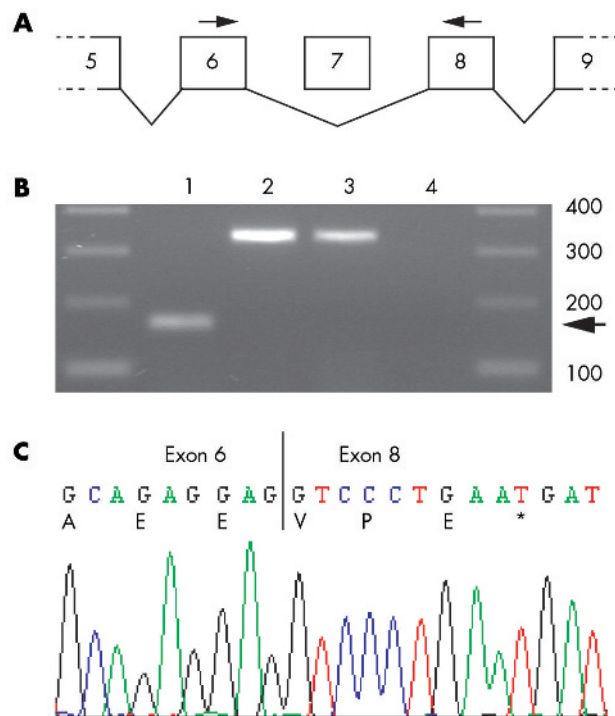 A
5 6 7 8 9
B
1 2 3 4
400
300
200
100
C
Exon 6 Exon 8
G C A G A G G A G G T C C C T G A A T G A T
A E E V P E *